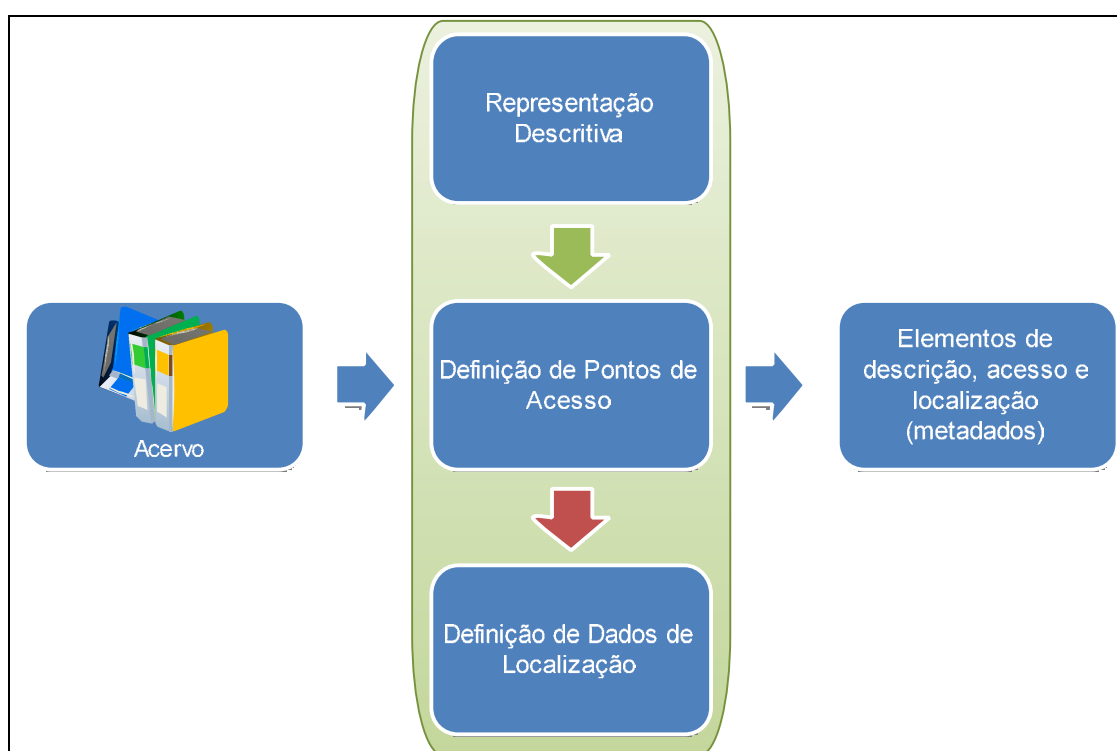 Representação
Descritiva
Acervo
Definição de Pontos de
Acesso
Elementos de
descrição, acesso e
localização
(metadados)
Definição de Dados de
Localização